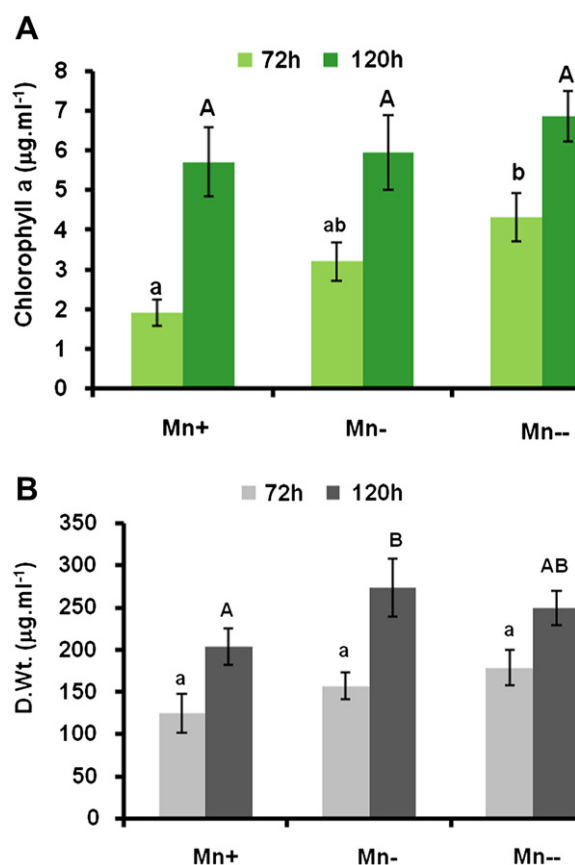 A
72h 120h
Chlorophyll a (µg.ml-1)
8
7
6
5
4
3
2
1
0
a A ab A b A
Mn+ Mn- Mn--
B
72h 120h
D.Wt. (µg.ml-1)
350
300
250
200
150
100
50
0
a A a B a AB
Mn+ Mn- Mn--